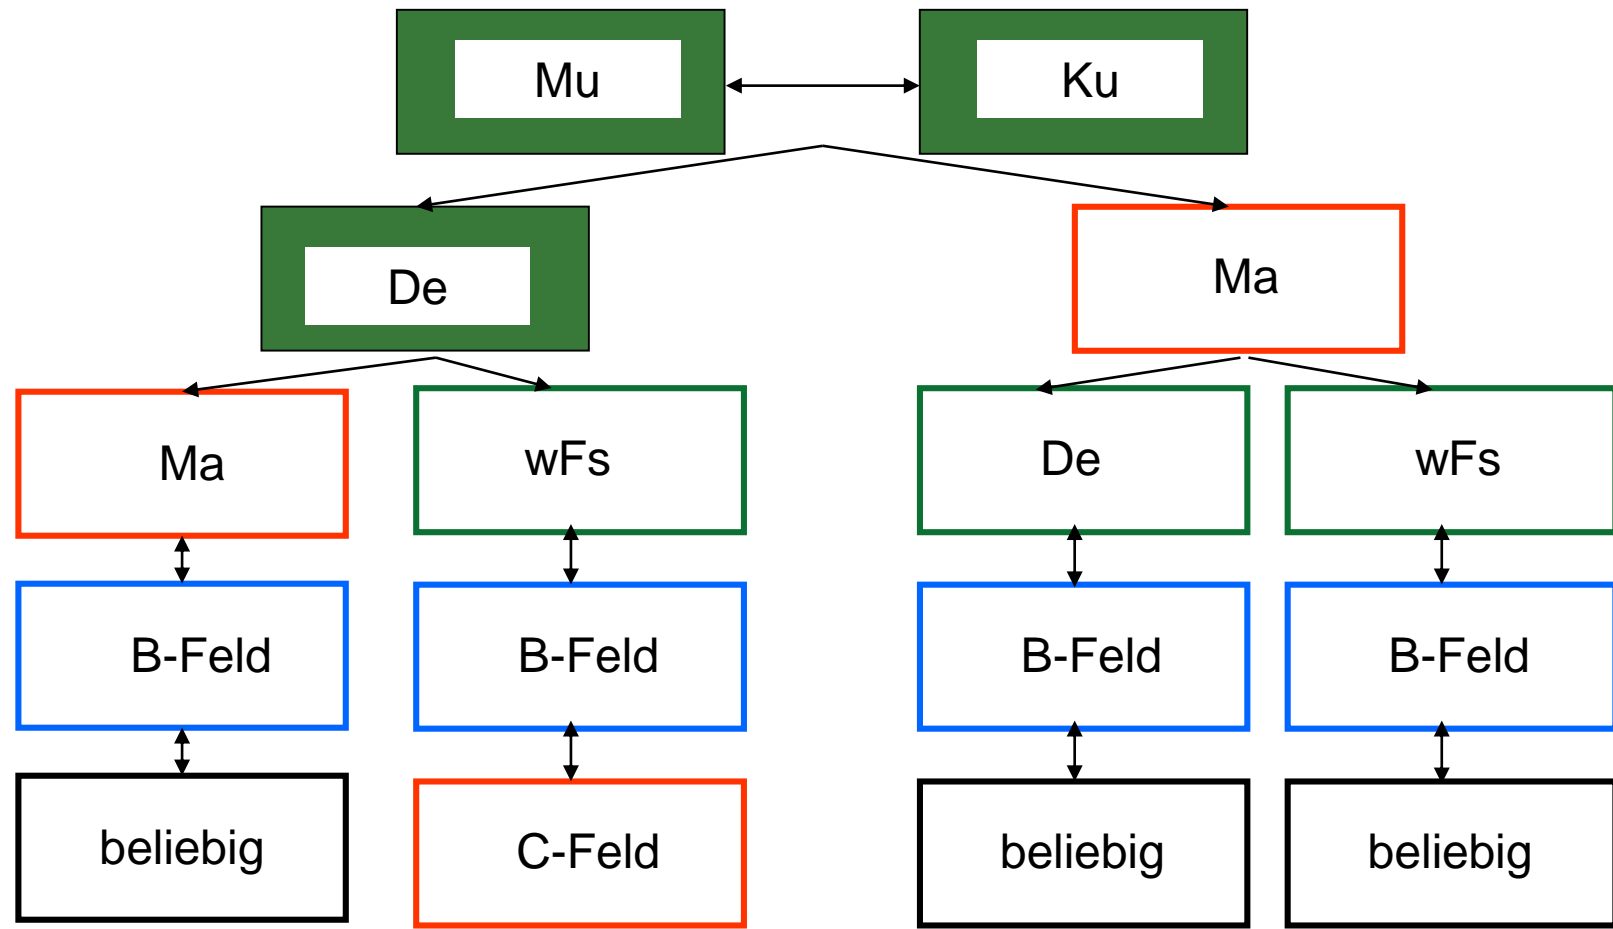 Mu
Ku
De
Ma
Ma
wFs
De
wFs
B-Feld
B-Feld
B-Feld
B-Feld
beliebig
C-Feld
beliebig
beliebig